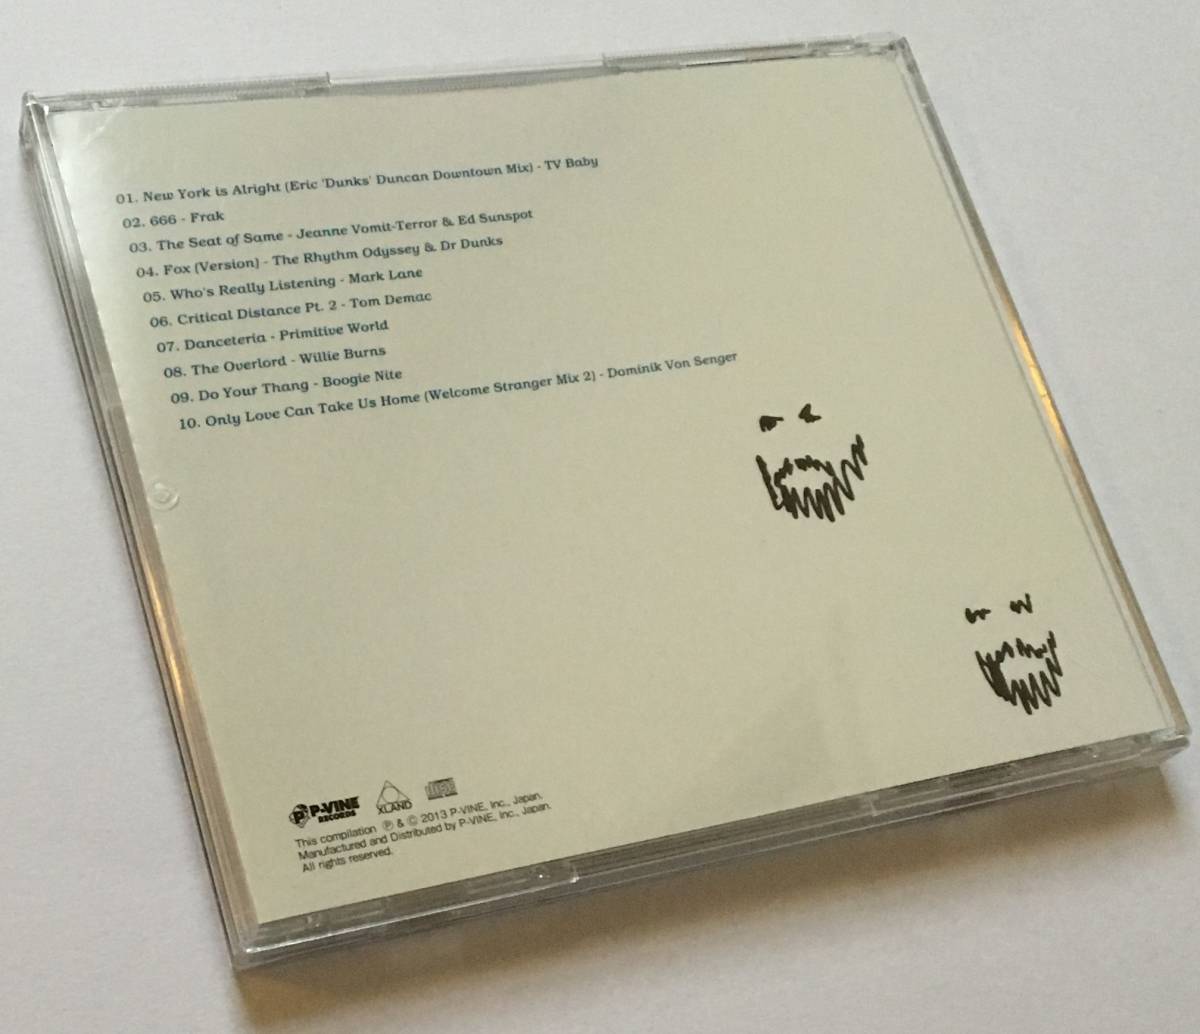 01. New York is Alright (Eric 'Dunks' Duncan Downtown Mix) - TV Baby
02. 666 - Frak
03. The Seat of Same - Jeanne Vomit-Terror & Ed Sunspot
04. Fox (Version) - The Rhythm Odyssey & Dr Dunks
05. Who's Really Listening - Mark Lane
06. Critical Distance Pt. 2 - Tom Demac
07. Danceteria - Primitive World
08. The Overlord - Willie Burns
09. Do Your Thang - Boogie Nite
10. Only Love Can Take Us Home (Welcome Stranger Mix 2) - Dominik Von Senger
P-VINE
RECORDS
XLAND
disc
This compilation ℗ & © 2013 P-VINE, Inc., Japan.
Manufactured and Distributed by P-VINE, Inc., Japan.
All rights reserved.